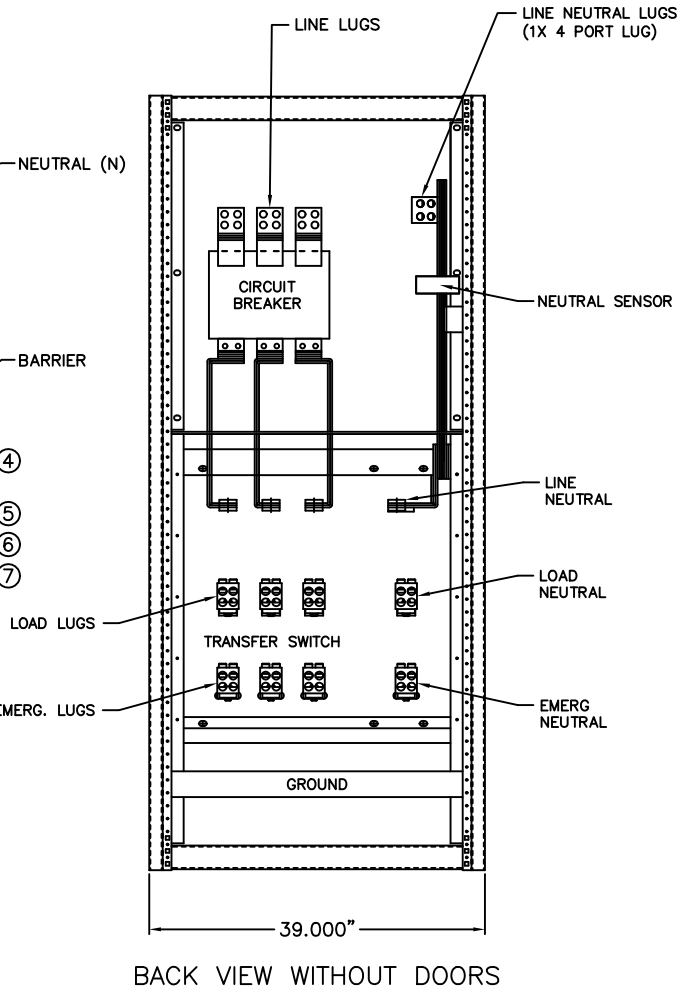 LINE LUGS
LINE NEUTRAL LUGS
(1X 4 PORT LUG)
NEUTRAL (N)
CIRCUIT
BREAKER
NEUTRAL SENSOR
BARRIER
4
LINE
NEUTRAL
5
6
7
LOAD
NEUTRAL
LOAD LUGS
TRANSFER SWITCH
EMERG. LUGS
EMERG
NEUTRAL
GROUND
39.000"
BACK VIEW WITHOUT DOORS